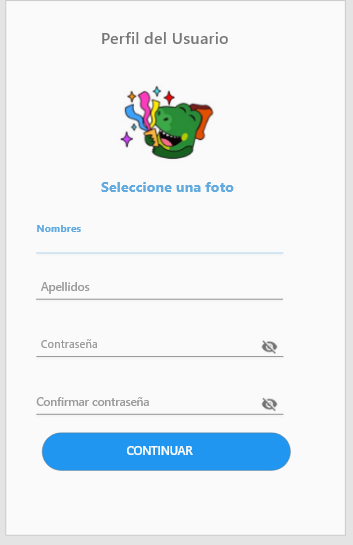 Perfil del Usuario
Seleccione una foto
Nombres
Apellidos
Contraseña
Confirmar contraseña
CONTINUAR